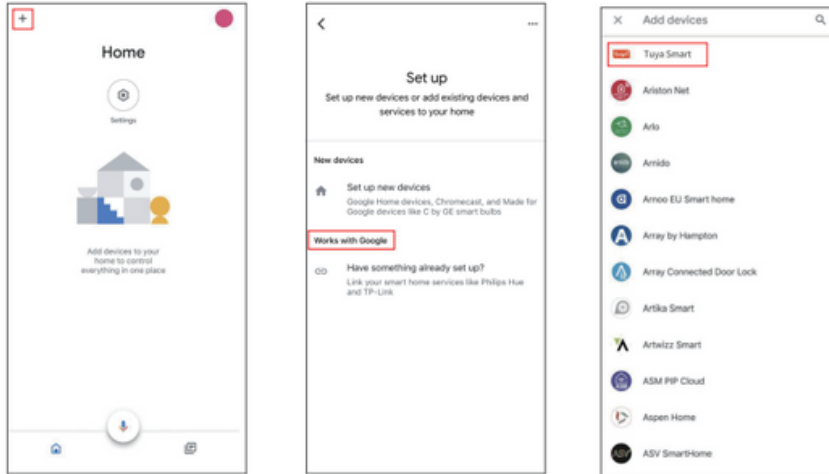 Home
Settings
Add devices to your
home to control
everything in one place
Set up
Set up new devices or add existing devices and
services to your home
New devices
Set up new devices
Google Home devices, Chromecast, and Made for
Google devices like C by GE smart bulbs
Works with Google
Have something already set up?
Link your smart home services like Philips Hue
and TP-Link
Add devices
Tuya Smart
Ariston Net
Arlo
Arnido
Arnoo EU Smart home
Array by Hampton
Array Connected Door Lock
Artika Smart
Artwizz Smart
ASM PIP Cloud
Aspen Home
ASV
ASV SmartHome